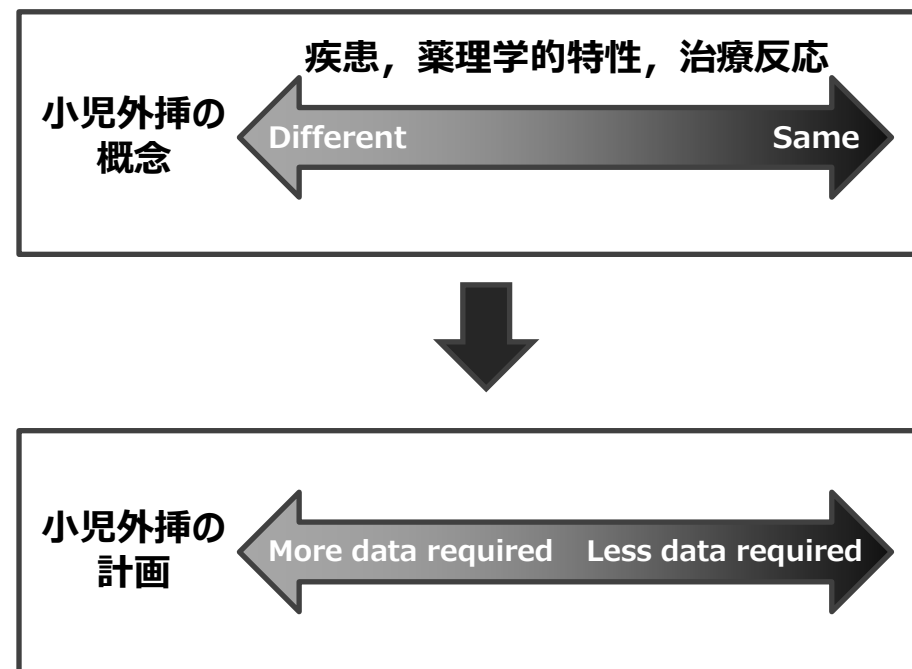 疾患，薬理学的特性，治療反応
小児外挿の
概念
Different
Same
小児外挿の
計画
More data required
Less data required